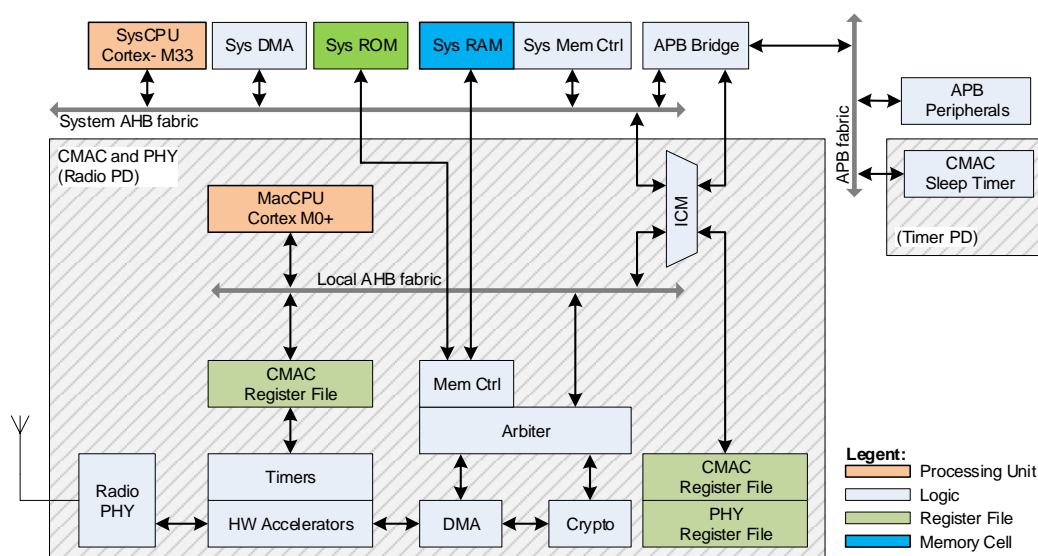 SysCPU
Cortex- M33
Sys DMA
Sys ROM
Sys RAM
Sys Mem Ctrl
APB Bridge
System AHB fabric
APB fabric
APB
Peripherals
CMAC
Sleep Timer
(Timer PD)
CMAC and PHY
(Radio PD)
MacCPU
Cortex M0+
ICM
Local AHB fabric
CMAC
Register File
Mem Ctrl
Arbiter
Radio
PHY
Timers
HW Accelerators
DMA
Crypto
CMAC
Register File
PHY
Register File
Legent:
Processing Unit
Logic
Register File
Memory Cell